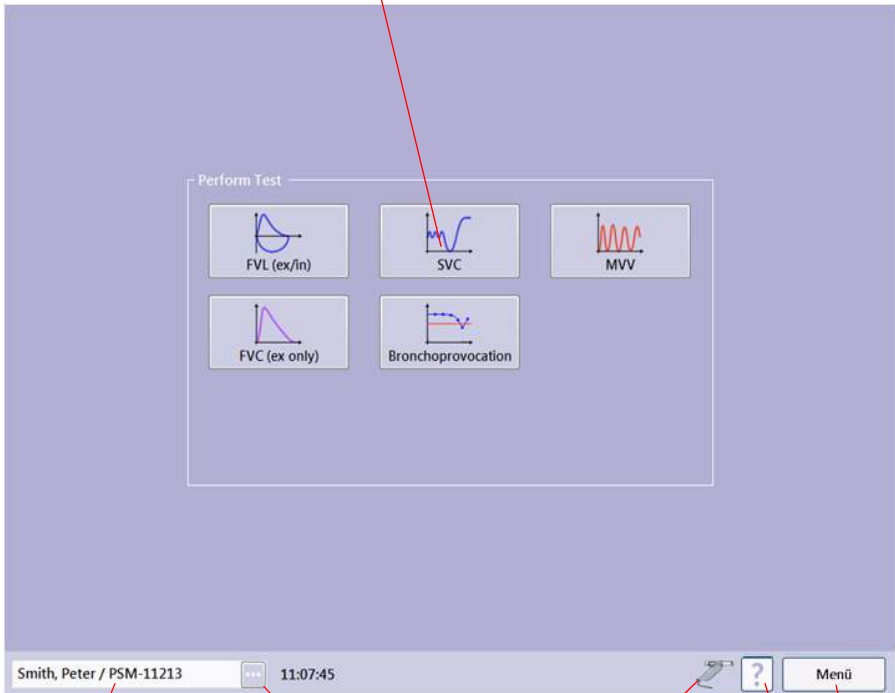 Perform Test
FVL (ex/in)
SVC
MVV
FVC (ex only)
Bronchoprovocation
Smith, Peter / PSM-11213
...
11:07:45
?
Menü